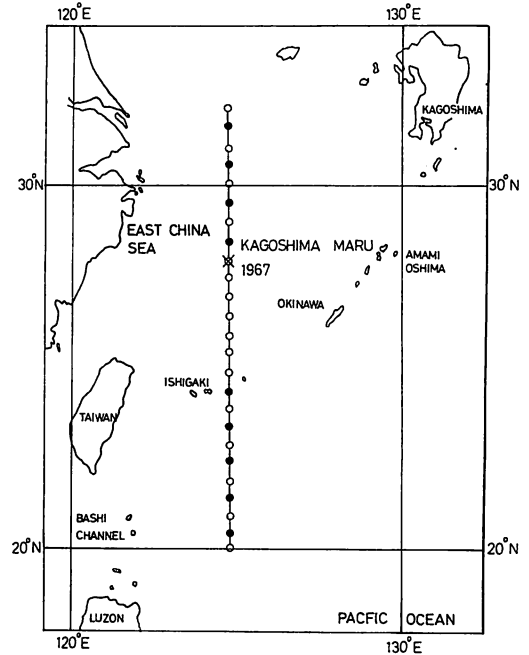 120°E
130°E
KAGOSHIMA
30°N
30°N
EAST CHINA
SEA
KAGOSHIMA MARU
1967
AMAMI
OSHIMA
OKINAWA
ISHIGAKI
TAIWAN
BASHI
CHANNEL
20°N
20°N
LUZON
PACFIC OCEAN
120°E
130°E